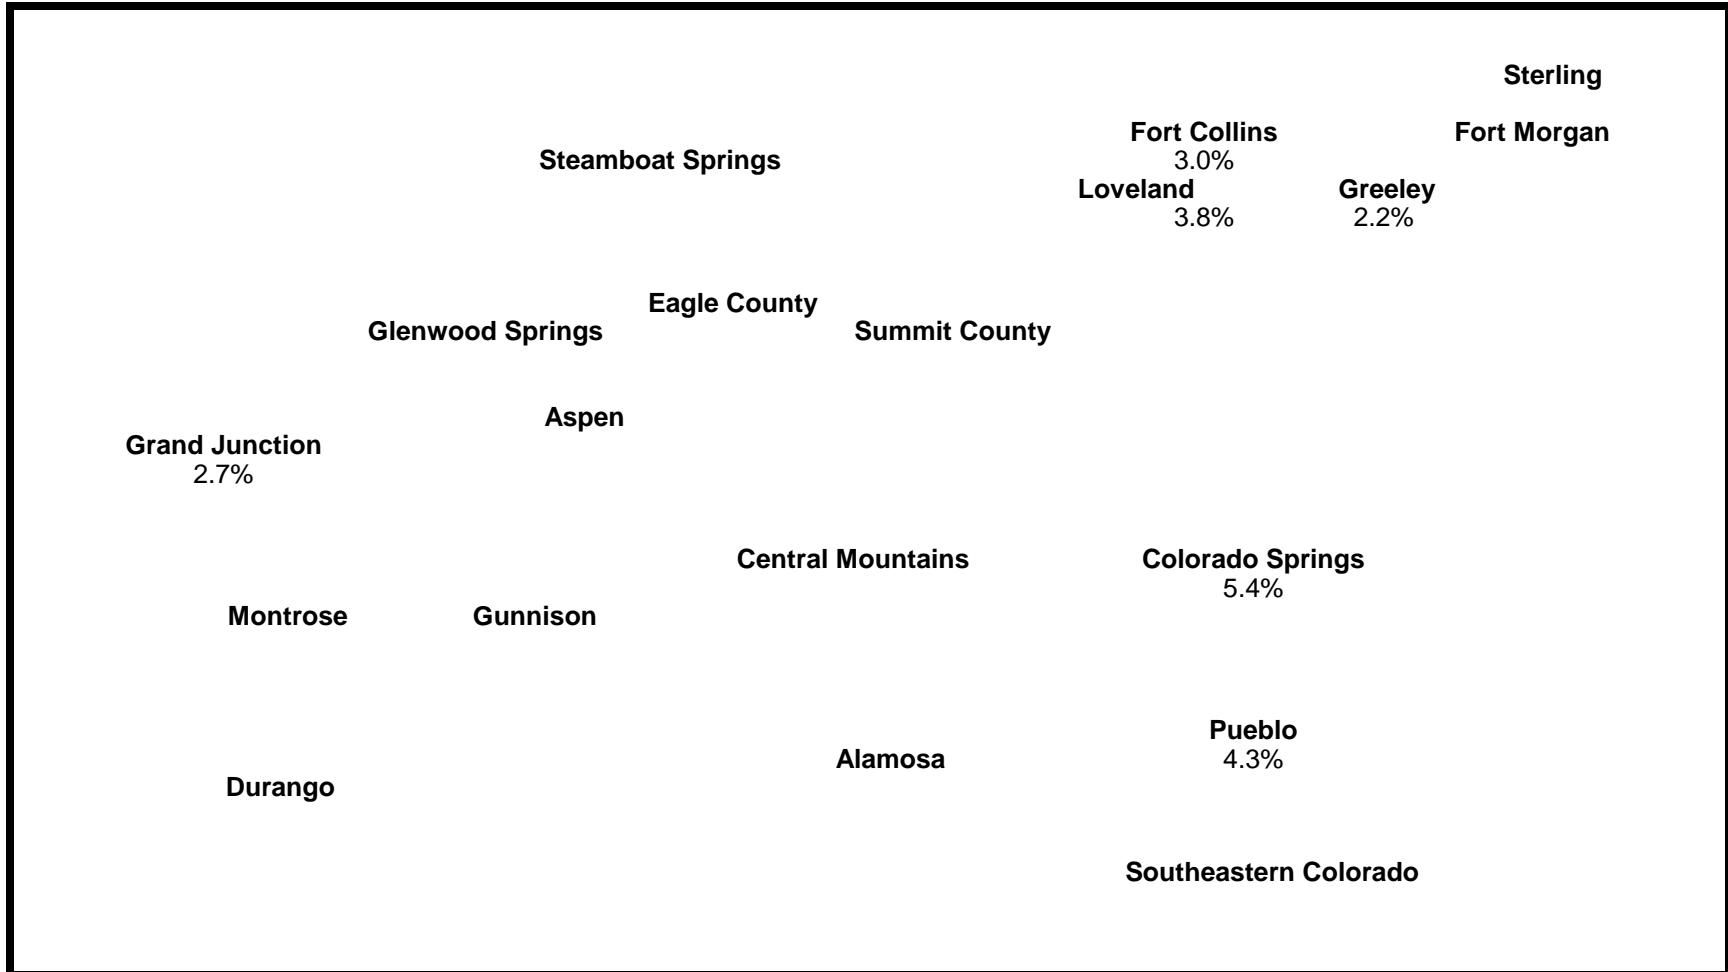 Sterling
Fort Collins Fort Morgan
Steamboat Springs 3.0%
Loveland Greeley
3.8% 2.2%
Eagle County
Glenwood Springs Summit County
Aspen
Grand Junction
2.7%
Central Mountains Colorado Springs
5.4%
Montrose Gunnison
Pueblo
Alamosa 4.3%
Durango
Southeastern Colorado